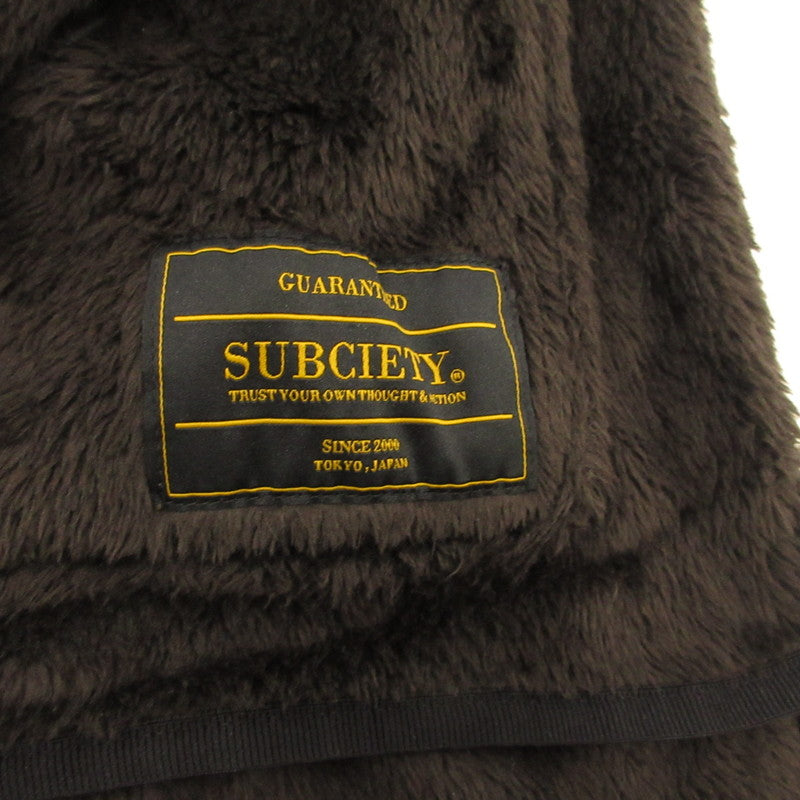 GUARANTEED
SUBCIETY®
TRUST YOUR OWN THOUGHT & ACTION
SINCE 2000
TOKYO, JAPAN